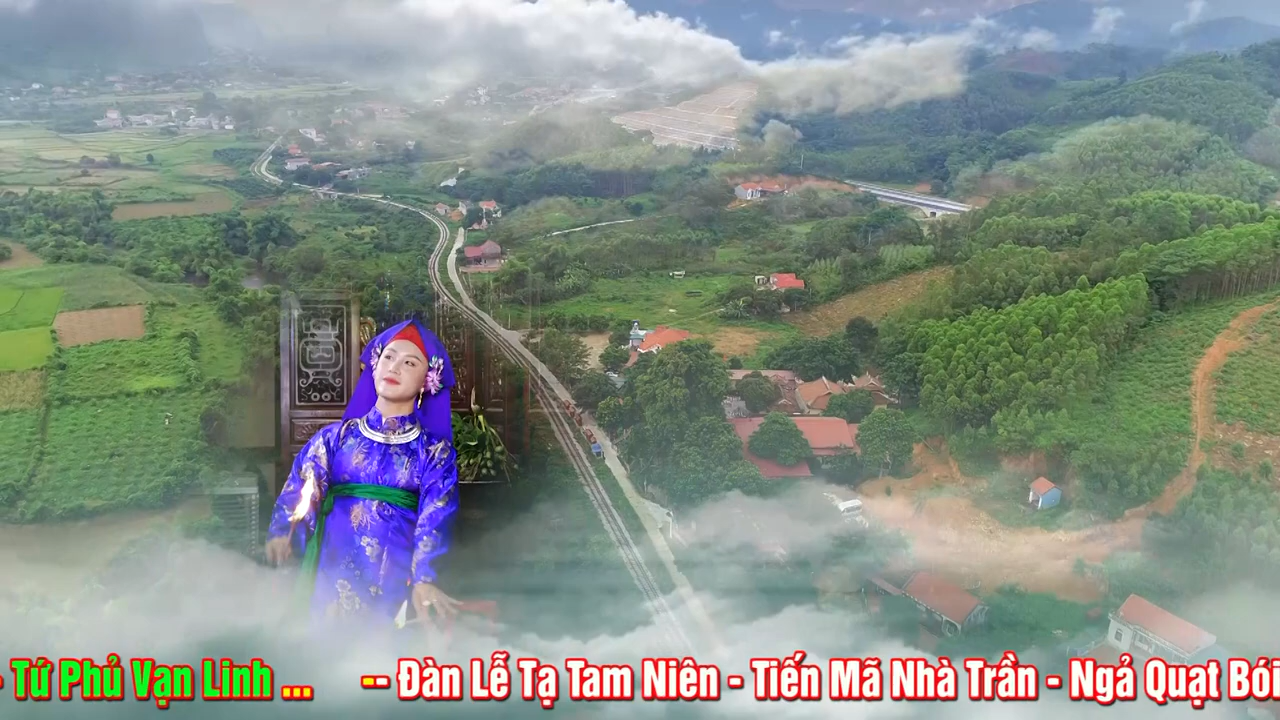 - Tứ Phủ Vạn Linh ... -- Đàn Lễ Tạ Tam Niên - Tiến Mã Nhà Trần - Ngả Quạt Bói